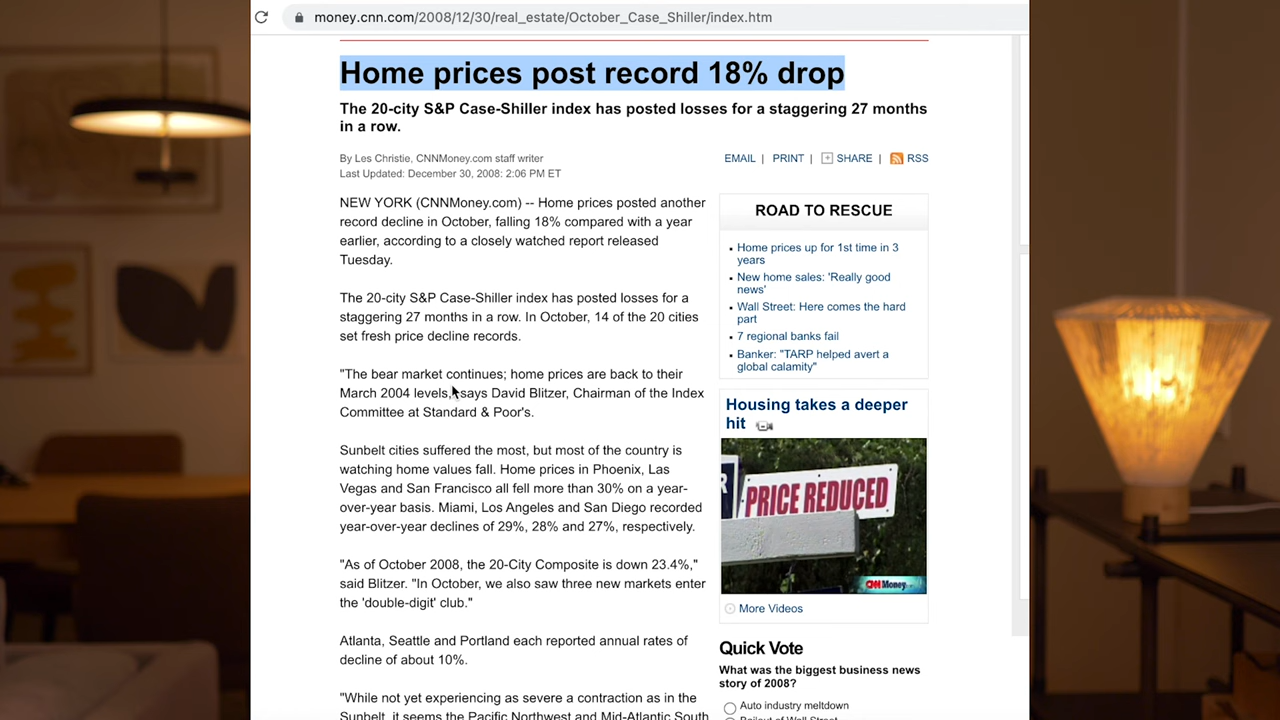 money.cnn.com/2008/12/30/real_estate/October_Case_Shiller/index.htm
Home prices post record 18% drop
The 20-city S&P Case-Shiller index has posted losses for a staggering 27 months
in a row.
By Les Christie, CNNMoney.com staff writer
Last Updated: December 30, 2008: 2:06 PM ET
EMAIL | PRINT | SHARE | RSS
NEW YORK (CNNMoney.com) -- Home prices posted another
record decline in October, falling 18% compared with a year
earlier, according to a closely watched report released
Tuesday.
The 20-city S&P Case-Shiller index has posted losses for a
staggering 27 months in a row. In October, 14 of the 20 cities
set fresh price decline records.
"The bear market continues; home prices are back to their
March 2004 levels," says David Blitzer, Chairman of the Index
Committee at Standard & Poor's.
Sunbelt cities suffered the most, but most of the country is
watching home values fall. Home prices in Phoenix, Las
Vegas and San Francisco all fell more than 30% on a year-
over-year basis. Miami, Los Angeles and San Diego recorded
year-over-year declines of 29%, 28% and 27%, respectively.
"As of October 2008, the 20-City Composite is down 23.4%,"
said Blitzer. "In October, we also saw three new markets enter
the 'double-digit' club."
Atlanta, Seattle and Portland each reported annual rates of
decline of about 10%.
"While not yet experiencing as severe a contraction as in the
Sunbelt, it seems the Pacific Northwest and Mid-Atlantic South
ROAD TO RESCUE
Home prices up for 1st time in 3
years
New home sales: 'Really good
news'
Wall Street: Here comes the hard
part
7 regional banks fail
Banker: "TARP helped avert a
global calamity"
Housing takes a deeper
hit
R
PRICE REDUCED
CNN Money.com
More Videos
Quick Vote
What was the biggest business news
story of 2008?
Auto industry meltdown
Bailout of Wall Street